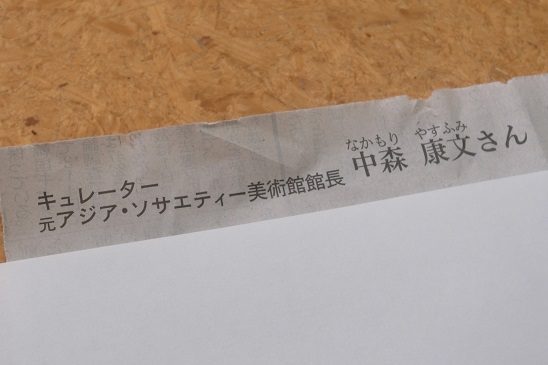 キュレーター
元アジア・ソサエティー美術館館長
なかもり やすふみ
中森 康文さん